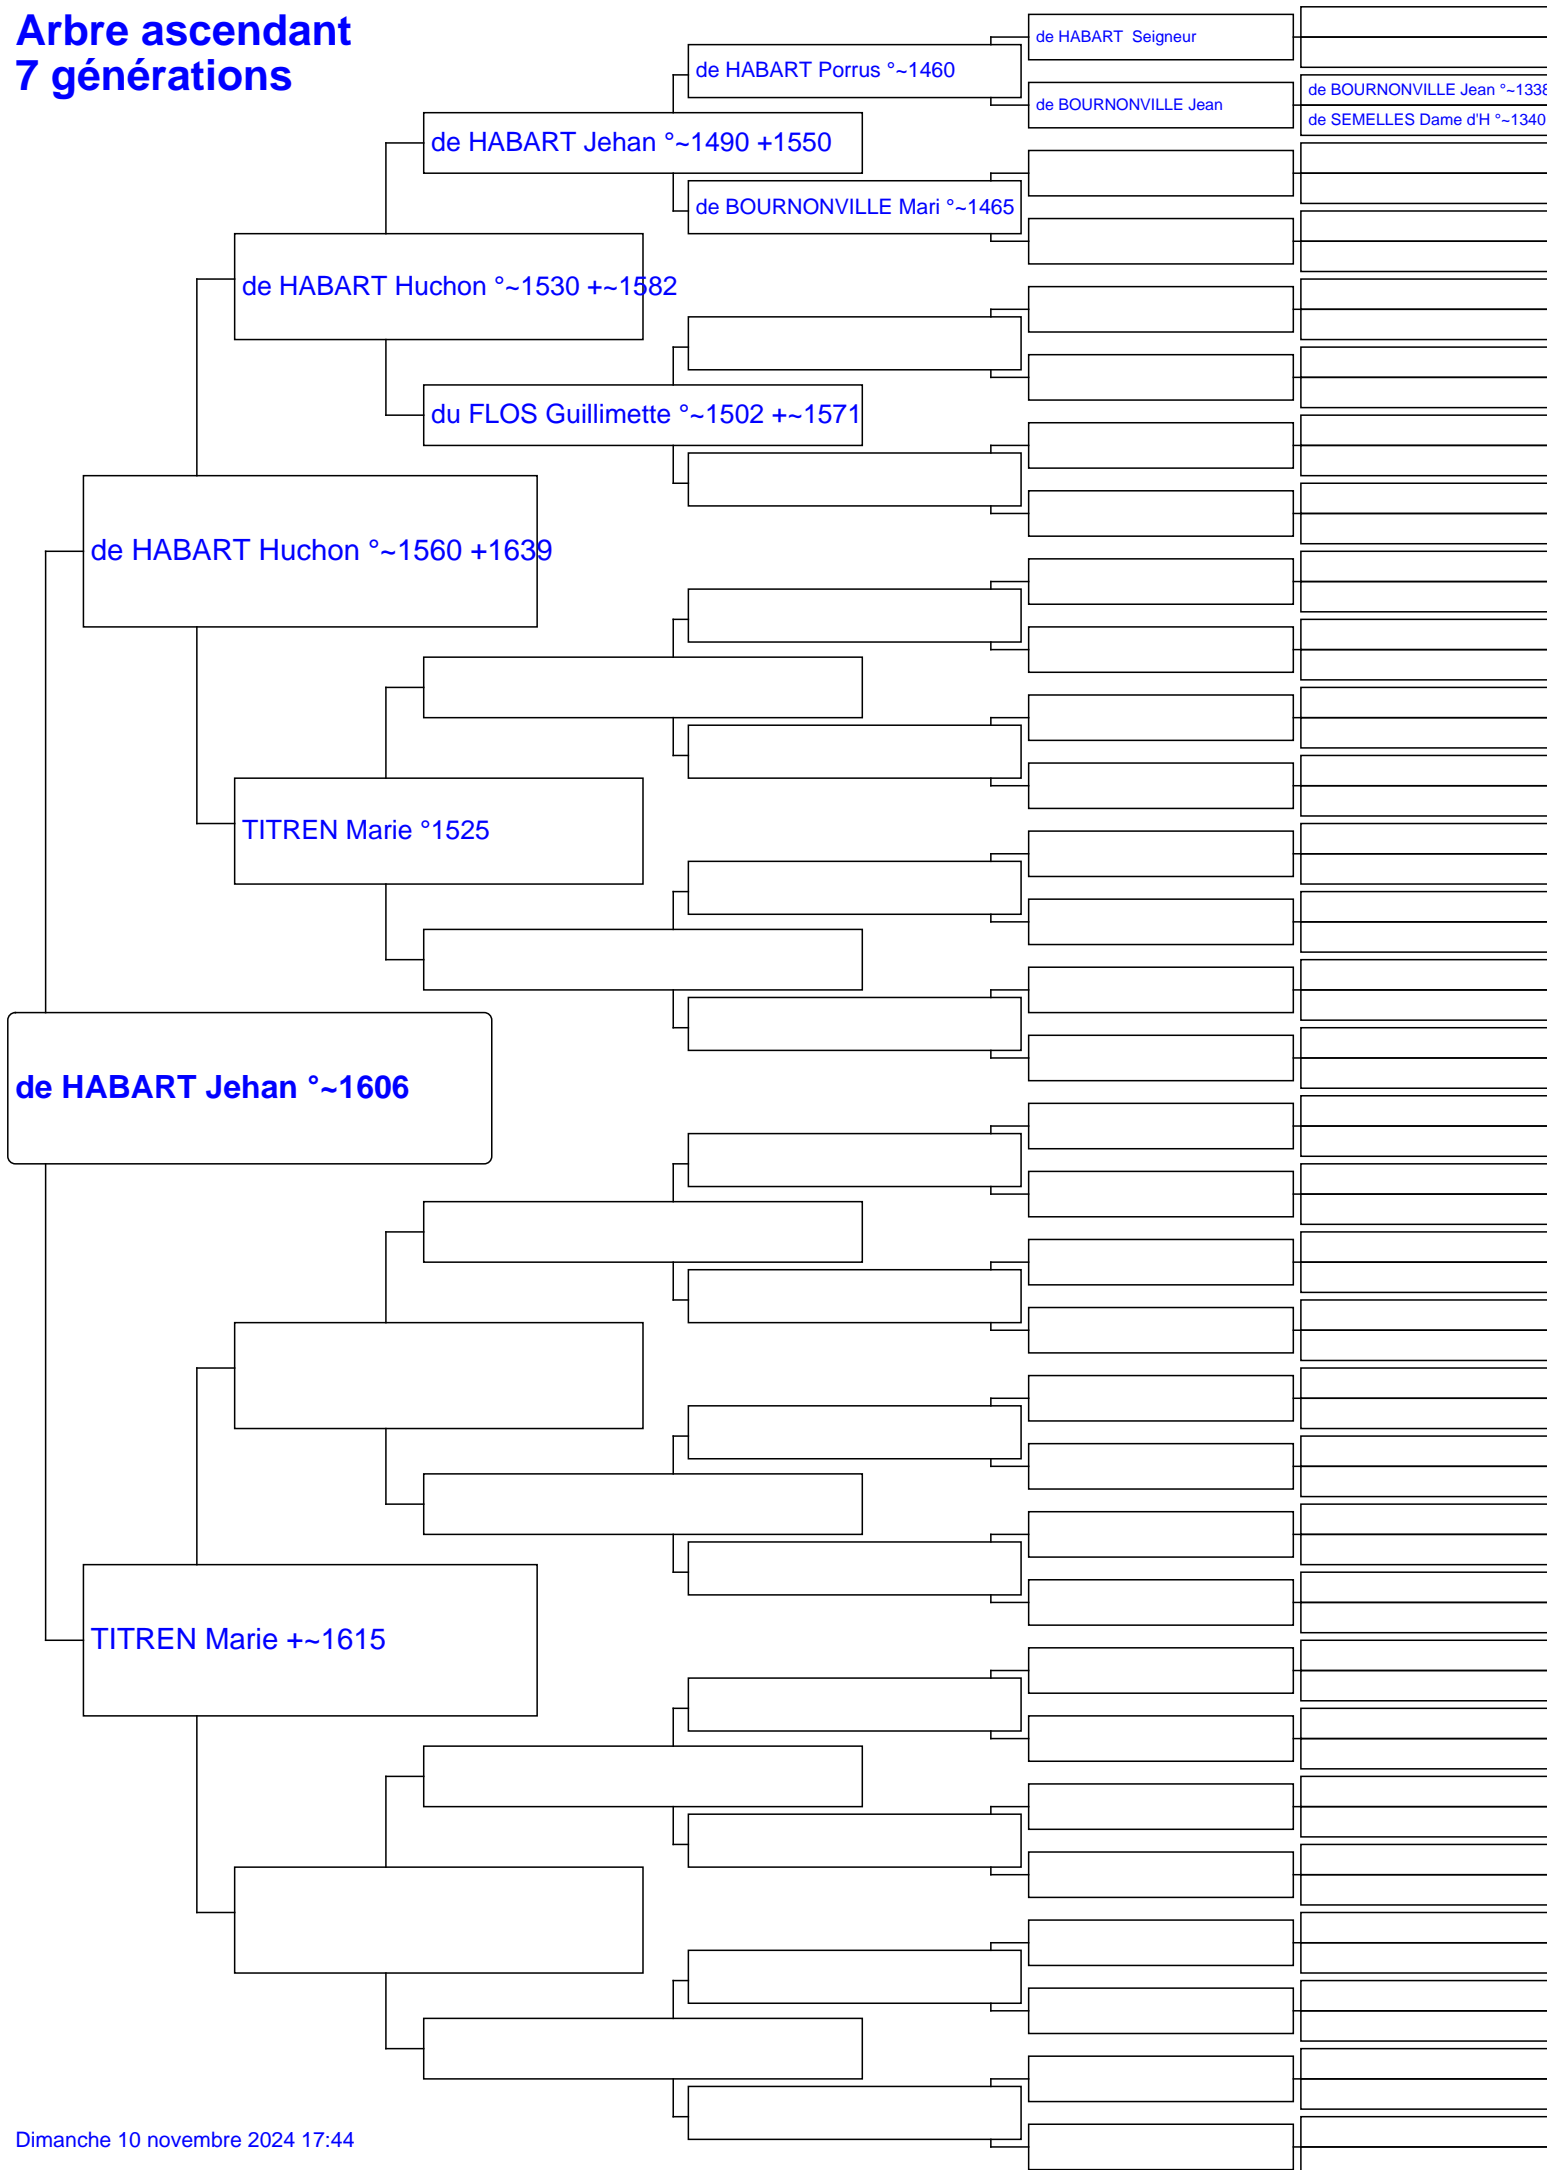 Arbre ascendant
7 générations
de HABART  Seigneur
de HABART Porrus °~1460
de BOURNONVILLE Jean °~1338
de BOURNONVILLE Jean
de SEMELLES Dame d'H °~1340
de HABART Jehan °~1490 +1550
de BOURNONVILLE Mari °~1465
de HABART Huchon °~1530 +~1582
du FLOS Guillimette °~1502 +~1571
de HABART Huchon °~1560 +1639
TITREN Marie °1525
de HABART Jehan °~1606
TITREN Marie +~1615
Dimanche 10 novembre 2024 17:44